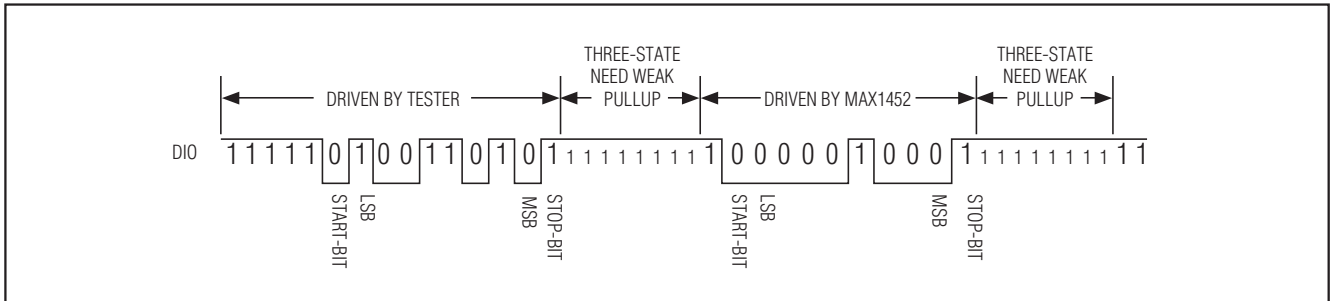 THREE-STATE
NEED WEAK
PULLUP
THREE-STATE
NEED WEAK
PULLUP
DRIVEN BY TESTER
DRIVEN BY MAX1452
DIO
1 1 1 1 1 0 1 0 0 1 1 0 1 0 1 1 1 1 1 1 1 1 1 1 0 0 0 0 0 1 0 0 0 1 1 1 1 1 1 1 1 1 1 1
START-BIT
LSB
MSB
STOP-BIT
START-BIT
LSB
MSB
STOP-BIT